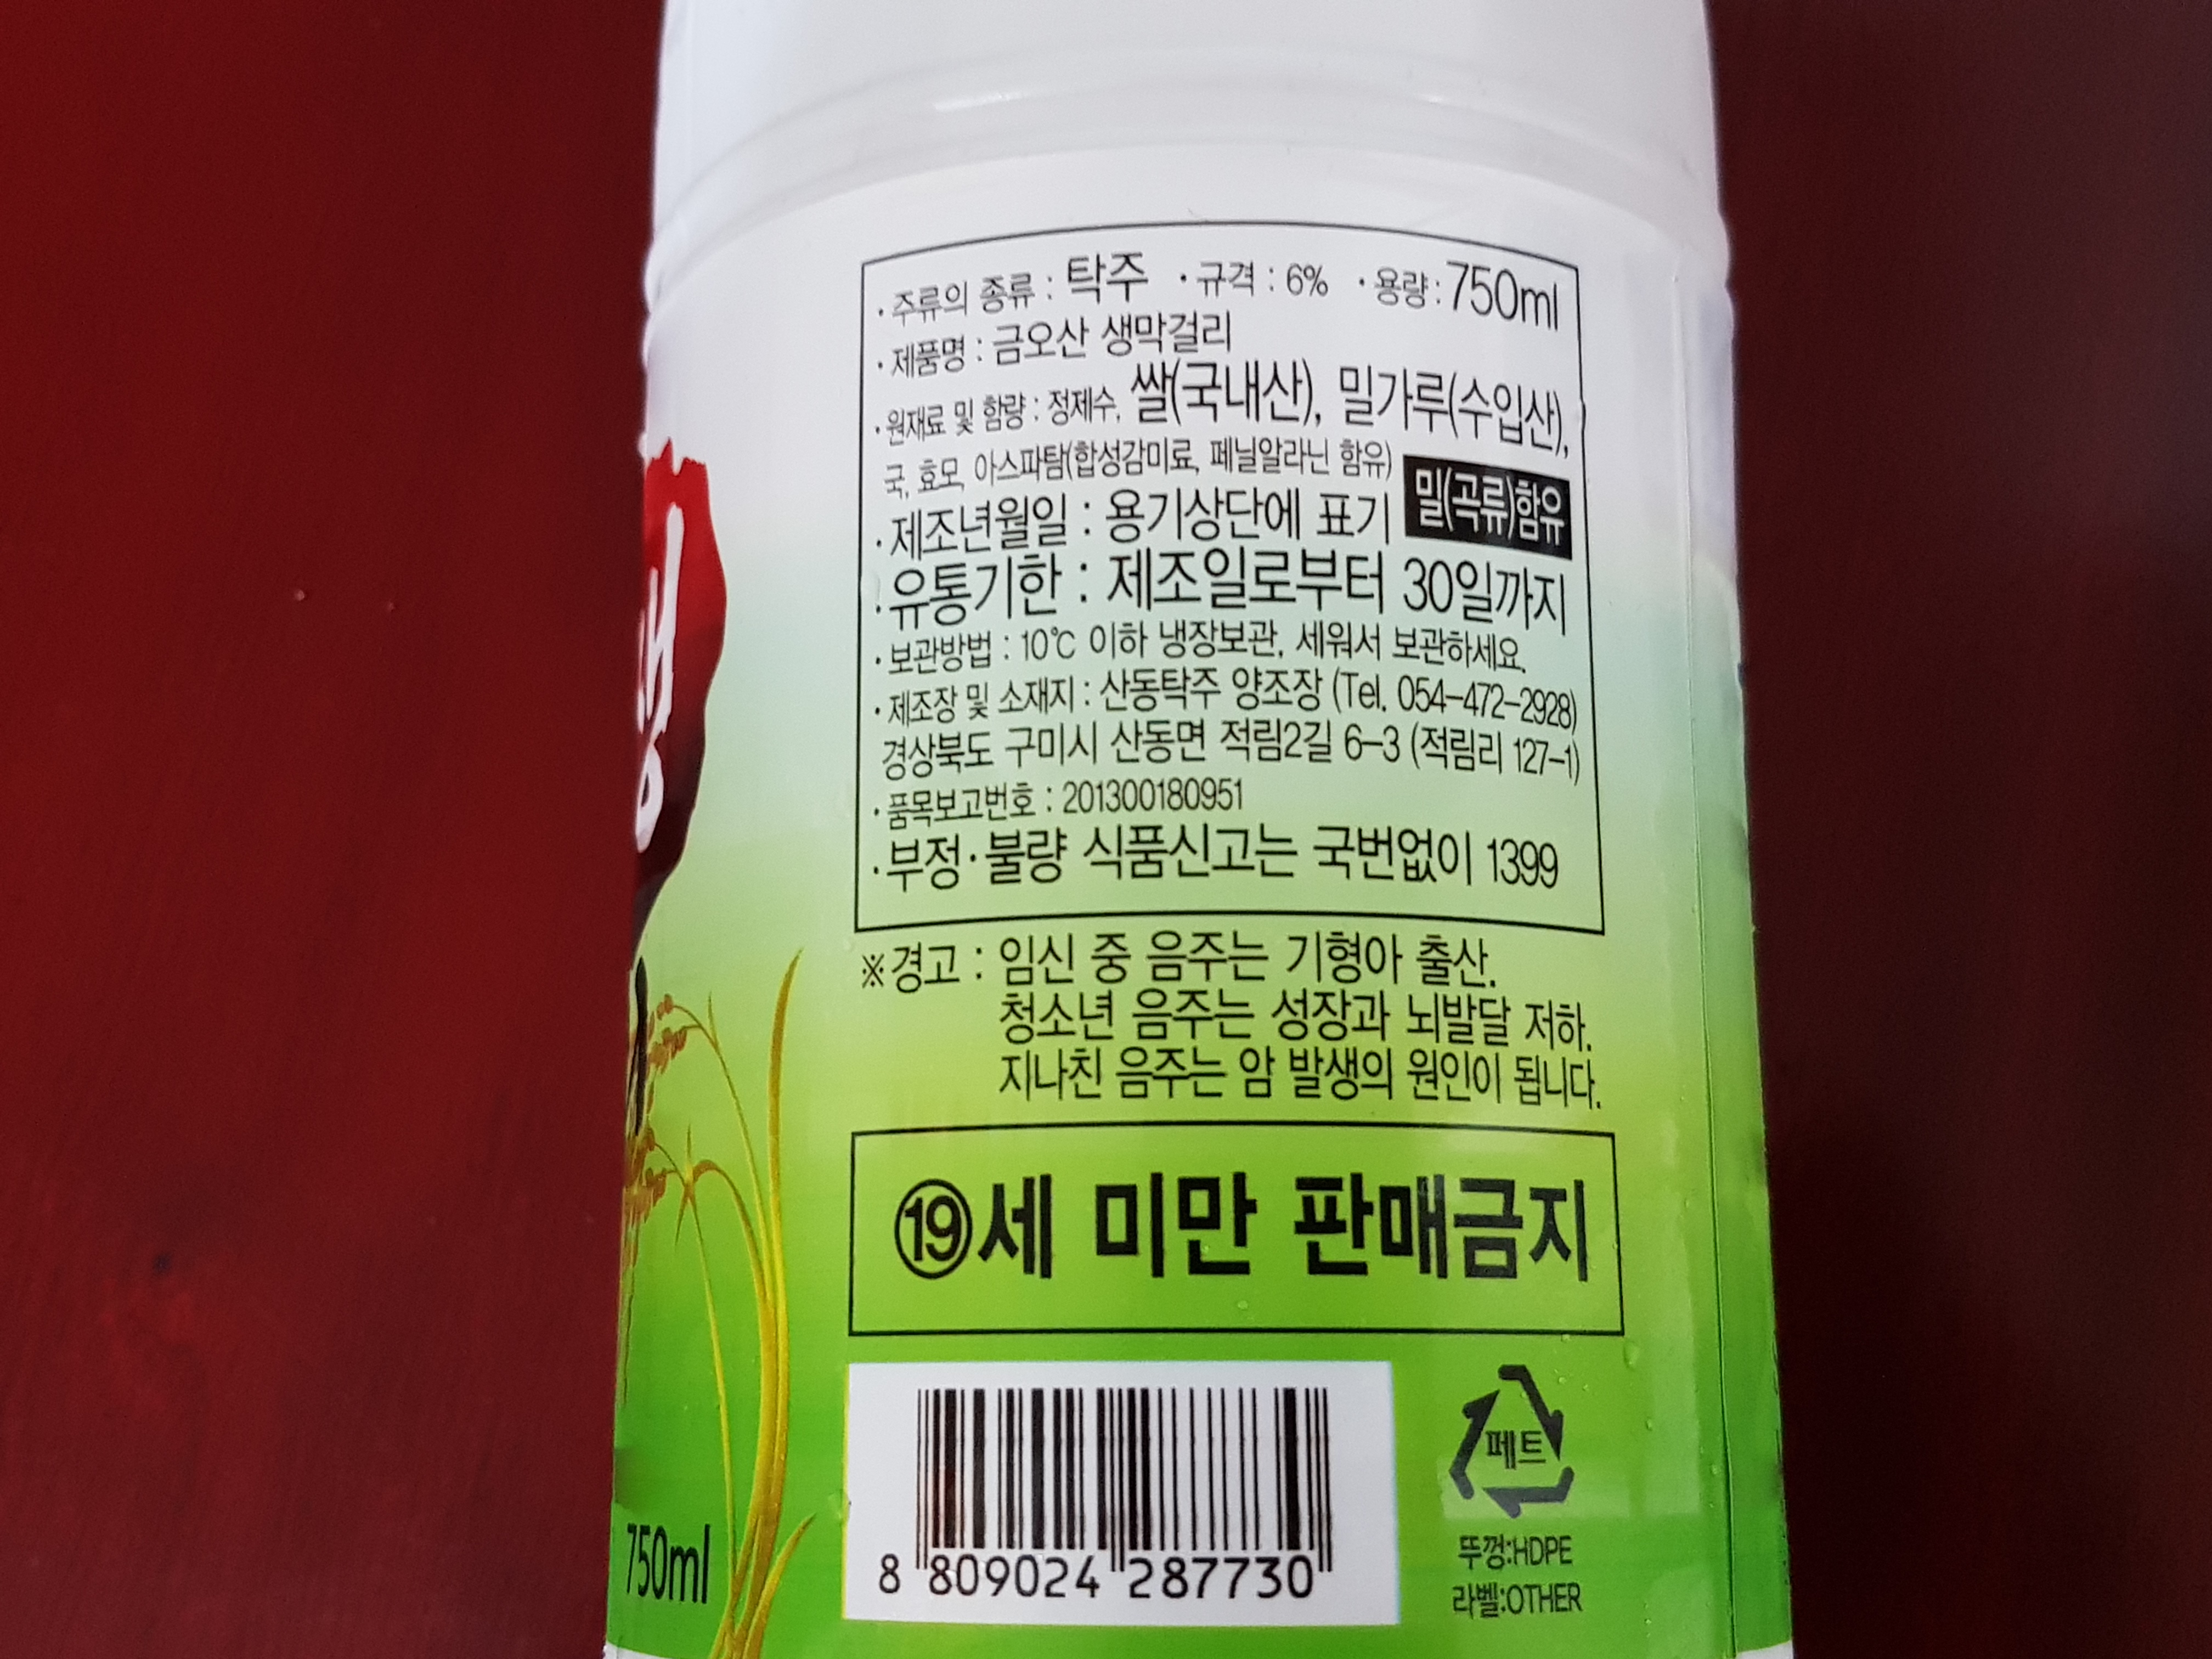 ·주류의 종류 : 탁주 ·규격 : 6% ·용량 : 750ml
·제품명 : 금오산 생막걸리
·원재료 및 함량 : 정제수, 쌀(국내산), 밀가루(수입산),
국, 효모, 아스파탐(합성감미료, 페닐알라닌 함유)
밀(곡류)함유
·제조년월일 : 용기상단에 표기
·유통기한 : 제조일로부터 30일까지
·보관방법 : 10℃ 이하 냉장보관, 세워서 보관하세요.
·제조장 및 소재지 : 산동탁주 양조장 (Tel. 054-472-2928)
경상북도 구미시 산동면 적림2길 6-3 (적림리 127-1)
·품목보고번호 : 201300180951
·부정·불량 식품신고는 국번없이 1399
※경고 : 임신 중 음주는 기형아 출산.
청소년 음주는 성장과 뇌발달 저하.
지나친 음주는 암 발생의 원인이 됩니다.
⑲세 미만 판매금지
8 809024 287730
페트
뚜껑:HDPE
라벨:OTHER
750ml